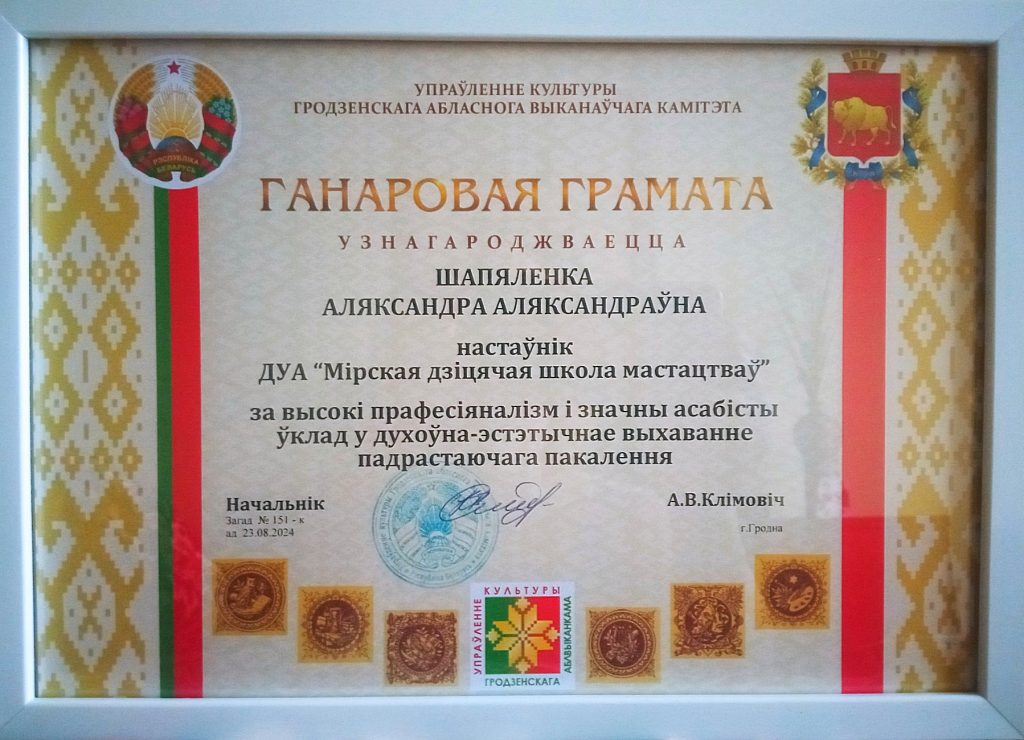 УПРАЎЛЕННЕ КУЛЬТУРЫ
ГРОДЗЕНСКАГА АБЛАСНОГА ВЫКАНАЎЧАГА КАМІТЭТА
РЭСПУБЛІКА
БЕЛАРУСЬ
ГАНАРОВАЯ ГРАМАТА
УЗНАГАРОДЖВАЕЦЦА
ШАПЯЛЕНКА
АЛЯКСАНДРА АЛЯКСАНДРАЎНА
настаўнік
ДУА “Мірская дзіцячая школа мастацтваў”
за высокі прафесіяналізм і значны асабісты
ўклад у духоўна-эстэтычнае выхаванне
падрастаючага пакалення
Начальнік
А.В.Клімовіч
Загад № 151 - к
ад 23.08.2024
г.Гродна
УПРАЎЛЕННЕ
КУЛЬТУРЫ
ГРОДЗЕНСКАГА
АБЛВЫКАНКАМА